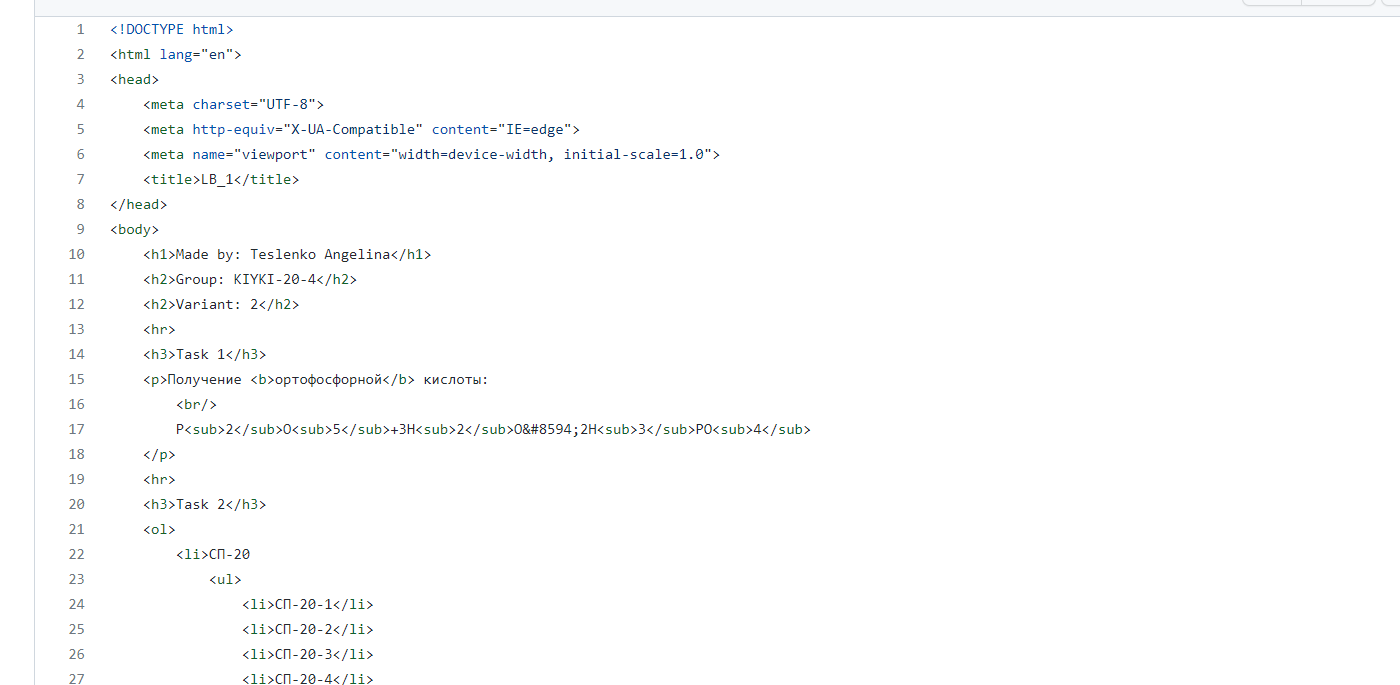 1 <!DOCTYPE html>
2 <html lang="en">
3 <head>
4 <meta charset="UTF-8">
5 <meta http-equiv="X-UA-Compatible" content="IE=edge">
6 <meta name="viewport" content="width=device-width, initial-scale=1.0">
7 <title>LB_1</title>
8 </head>
9 <body>
10 <h1>Made by: Teslenko Angelina</h1>
11 <h2>Group: KIYKI-20-4</h2>
12 <h2>Variant: 2</h2>
13 <hr>
14 <h3>Task 1</h3>
15 <p>Получение <b>ортофосфорной</b> кислоты:
16 <br/>
17 P<sub>2</sub>O<sub>5</sub>+3H<sub>2</sub>O&#8594;2H<sub>3</sub>PO<sub>4</sub>
18 </p>
19 <hr>
20 <h3>Task 2</h3>
21 <ol>
22 <li>СП-20
23 <ul>
24 <li>СП-20-1</li>
25 <li>СП-20-2</li>
26 <li>СП-20-3</li>
27 <li>СП-20-4</li>